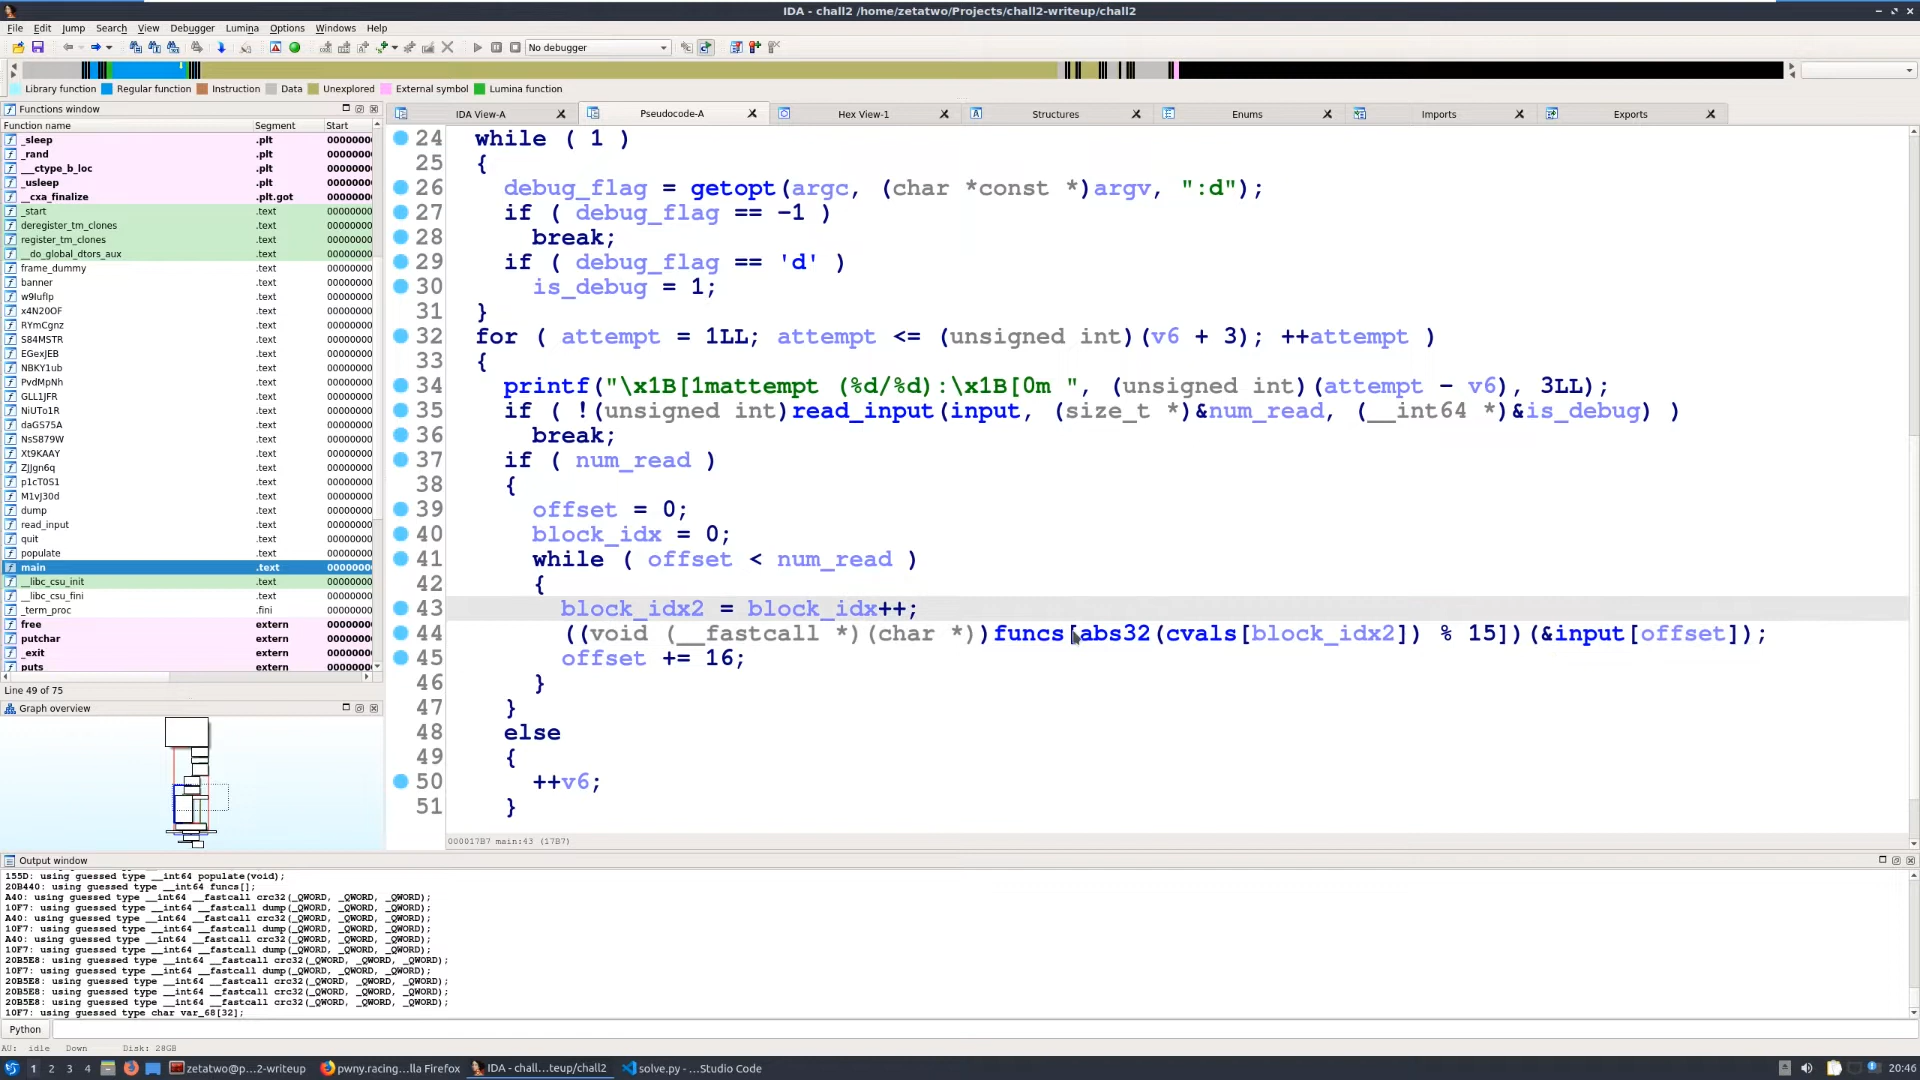 IDA - chall2 /home/zetatwo/Projects/chall2-writeup/chall2
File Edit Jump Search View Debugger Lumina Options Windows Help
No debugger
Library function Regular function Instruction Data Unexplored External symbol Lumina function
Functions window
IDA View-A Pseudocode-A Hex View-1 Structures Enums Imports Exports
Function name Segment Start
_sleep .plt 00000000
_rand .plt 00000000
___ctype_b_loc .plt 00000000
_usleep .plt 00000000
__cxa_finalize .plt.got 00000000
_start .text 00000000
deregister_tm_clones .text 00000000
register_tm_clones .text 00000000
__do_global_dtors_aux .text 00000000
frame_dummy .text 00000000
banner .text 00000000
w9Iuflp .text 00000000
x4N20OF .text 00000000
RYmCgnz .text 00000000
S84MSTR .text 00000000
EGexJEB .text 00000000
NBKY1ub .text 00000000
PvdMpNh .text 00000000
GLL1JFR .text 00000000
NiUTo1R .text 00000000
daGS75A .text 00000000
NsS879W .text 00000000
Xt9KAAY .text 00000000
ZJJgn6q .text 00000000
p1cT0S1 .text 00000000
M1vJ30d .text 00000000
dump .text 00000000
read_input .text 00000000
quit .text 00000000
populate .text 00000000
main .text 00000000
__libc_csu_init .text 00000000
__libc_csu_fini .text 00000000
_term_proc .fini 00000000
free extern 00000000
putchar extern 00000000
_exit extern 00000000
puts extern 00000000
Line 49 of 75
Graph overview
24 while ( 1 )
25 {
26 debug_flag = getopt(argc, (char *const *)argv, ":d");
27 if ( debug_flag == -1 )
28 break;
29 if ( debug_flag == 'd' )
30 is_debug = 1;
31 }
32 for ( attempt = 1LL; attempt <= (unsigned int)(v6 + 3); ++attempt )
33 {
34 printf("\x1B[1mattempt (%d/%d):\x1B[0m ", (unsigned int)(attempt - v6), 3LL);
35 if ( !(unsigned int)read_input(input, (size_t *)&num_read, (__int64 *)&is_debug) )
36 break;
37 if ( num_read )
38 {
39 offset = 0;
40 block_idx = 0;
41 while ( offset < num_read )
42 {
43 block_idx2 = block_idx++;
44 ((void (__fastcall *)(char *))funcs[abs32(cvals[block_idx2]) % 15])(&input[offset]);
45 offset += 16;
46 }
47 }
48 else
49 {
50 ++v6;
51 }
000017B7 main:43 (17B7)
Output window
155D: using guessed type __int64 populate(void);
20B440: using guessed type __int64 funcs[];
A40: using guessed type __int64 __fastcall crc32(_QWORD, _QWORD, _QWORD);
10F7: using guessed type __int64 __fastcall dump(_QWORD, _QWORD, _QWORD);
A40: using guessed type __int64 __fastcall crc32(_QWORD, _QWORD, _QWORD);
10F7: using guessed type __int64 __fastcall dump(_QWORD, _QWORD, _QWORD);
A40: using guessed type __int64 __fastcall crc32(_QWORD, _QWORD, _QWORD);
10F7: using guessed type __int64 __fastcall dump(_QWORD, _QWORD, _QWORD);
20B5E8: using guessed type __int64 __fastcall crc32(_QWORD, _QWORD, _QWORD);
10F7: using guessed type __int64 __fastcall dump(_QWORD, _QWORD, _QWORD);
20B5E8: using guessed type __int64 __fastcall crc32(_QWORD, _QWORD, _QWORD);
20B5E8: using guessed type __int64 __fastcall crc32(_QWORD, _QWORD, _QWORD);
20B5E8: using guessed type __int64 __fastcall crc32(_QWORD, _QWORD, _QWORD);
10F7: using guessed type char var_68[32];
Python
AU: idle Down Disk: 28GB
1 2 3 4 zetatwo@p...2-writeup pwny.racing...lla Firefox IDA - chall...teup/chall2 solve.py - ...Studio Code 20:46